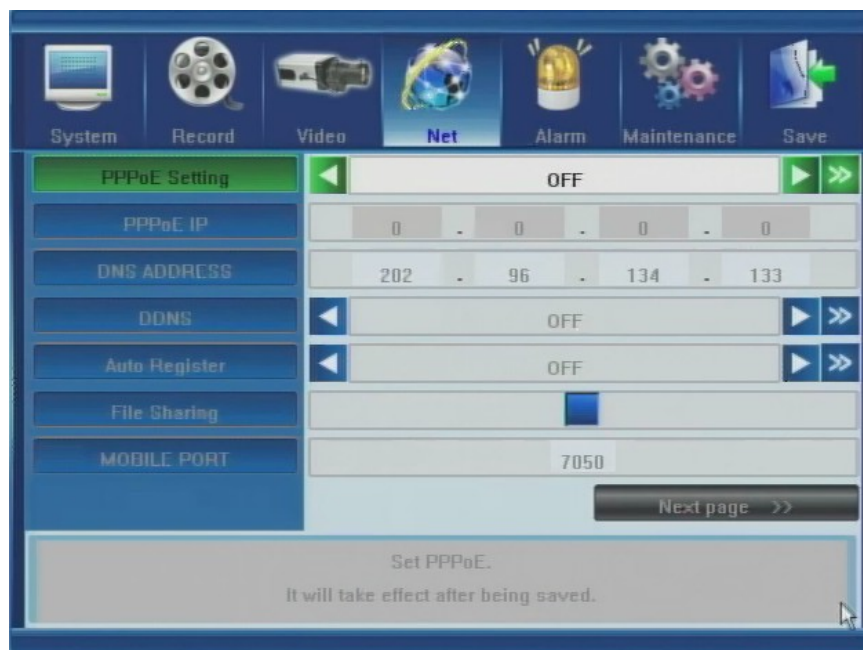 System Record Video Net Alarm Maintenance Save
PPPoE Setting OFF
PPPoE IP 0 . 0 . 0 . 0
DNS ADDRESS 202 . 96 . 134 . 133
DDNS OFF
Auto Register OFF
File Sharing
MOBILE PORT 7050
Next page >>
Set PPPoE.
It will take effect after being saved.